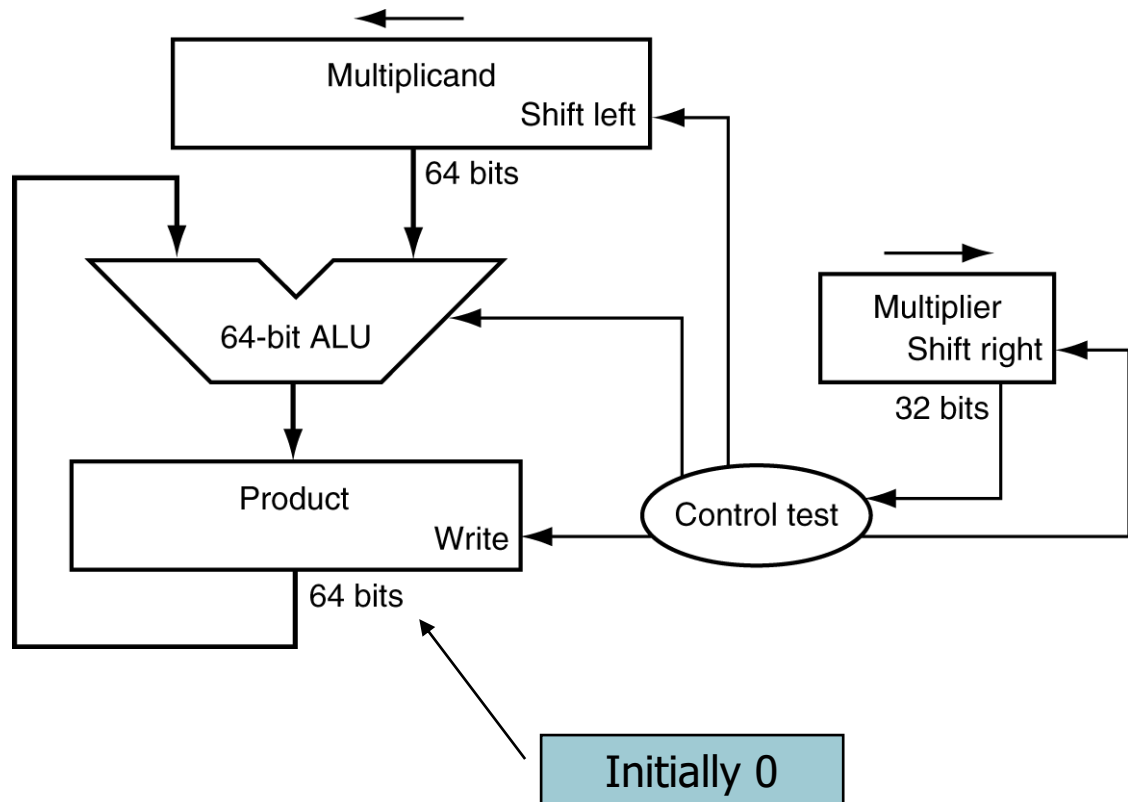 Multiplicand
Shift left
64 bits
64-bit ALU
Multiplier
Shift right
32 bits
Product
Write
Control test
64 bits
Initially 0